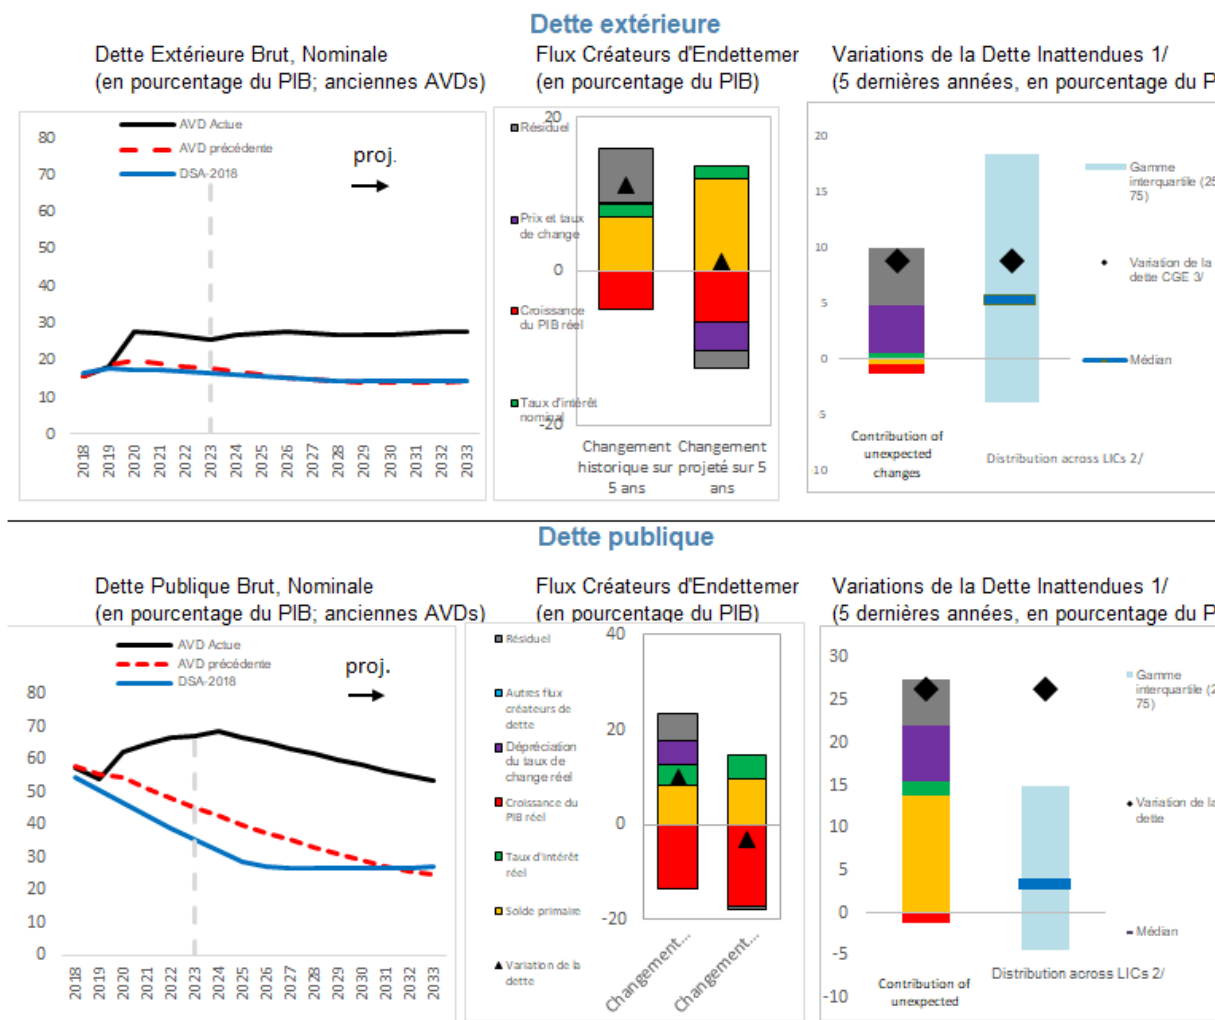 Dette extérieure
Dette Extérieure Brut, Nominale
(en pourcentage du PIB; anciennes AVDs)
Flux Créateurs d'Endettemer
(en pourcentage du PIB)
Variations de la Dette Inattendues 1/
(5 dernières années, en pourcentage du P
AVD Actue
AVD précédente
DSA-2018
proj.
80
70
60
50
40
30
20
10
0
2018
2019
2020
2021
2022
2023
2024
2025
2026
2027
2028
2029
2030
2031
2032
2033
20
0
-20
Résiduel
Prix et taux
de change
Croissance
du PIB réel
Taux d'intérêt
nominal
Changement
historique sur
5 ans
Changement
projeté sur 5
ans
20
15
10
5
0
-5
-10
Contribution of
unexpected
changes
Distribution across LICs 2/
Gamme
interquartile (25
75)
Variation de la
dette CGE 3/
Médian
Dette publique
Dette Publique Brut, Nominale
(en pourcentage du PIB; anciennes AVDs)
Flux Créateurs d'Endettemer
(en pourcentage du PIB)
Variations de la Dette Inattendues 1/
(5 dernières années, en pourcentage du P
AVD Actue
AVD précédente
DSA-2018
proj.
80
70
60
50
40
30
20
10
0
2018
2019
2020
2021
2022
2023
2024
2025
2026
2027
2028
2029
2030
2031
2032
2033
Résiduel
Autres flux
créateurs de
dette
Dépréciation
du taux de
change réel
Croissance du
PIB réel
Taux d'intérêt
réel
Solde primaire
Variation de la
dette
40
20
0
-20
Changement...
Changement...
30
25
20
15
10
5
0
-5
-10
Contribution of
unexpected
Distribution across LICs 2/
Gamme
interquartile (2
75)
Variation de la
dette
Médian